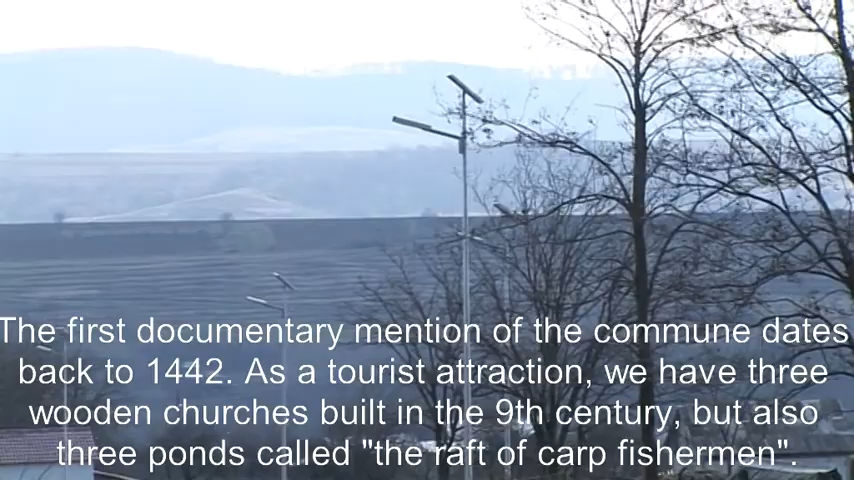 The first documentary mention of the commune dates
back to 1442. As a tourist attraction, we have three
wooden churches built in the 9th century, but also
three ponds called "the raft of carp fishermen".